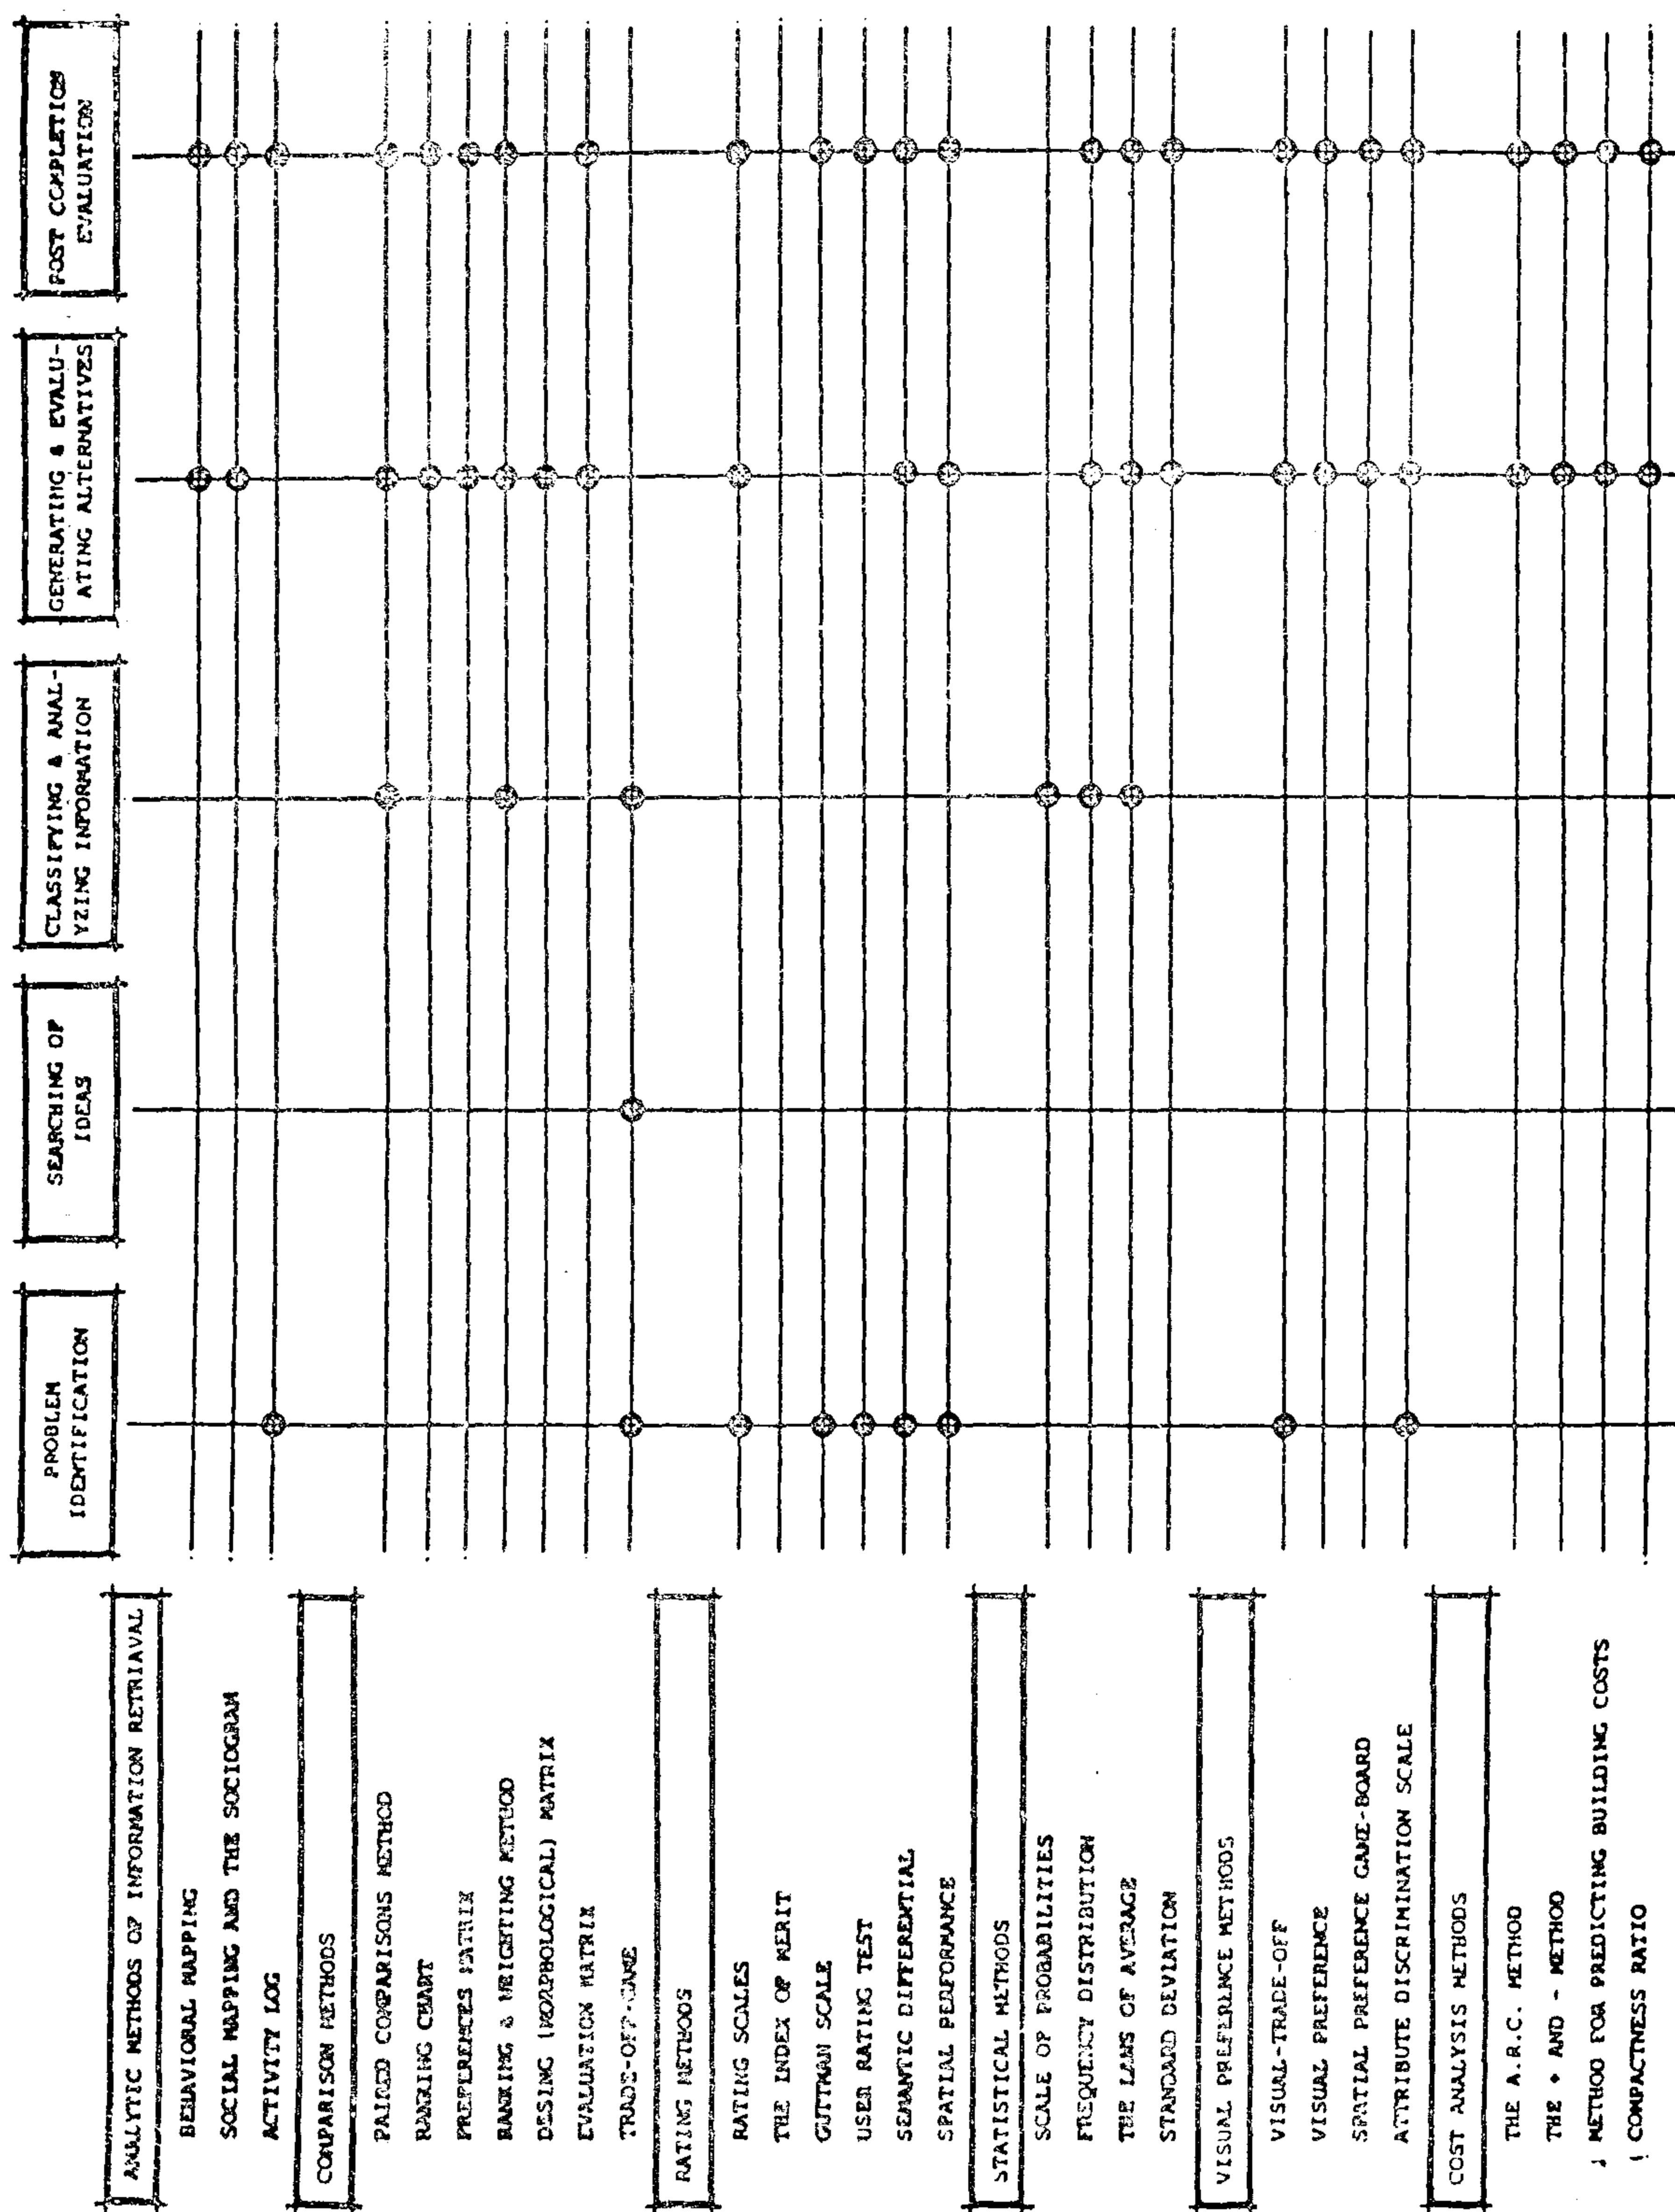 PROBLEM
IDENTIFICATION
SEARCHING OF
IDEAS
CLASSIFYING & ANAL-
YZING INFORMATION
GENERATING & EVALU-
ATING ALTERNATIVES
POST COMPLETION
EVALUATION
ANALYTIC METHODS OF INFORMATION RETRIAVAL
BEHAVIORAL MAPPING
SOCIAL MAPPING AND THE SOCIOGRAM
ACTIVITY LOG
COMPARISON METHODS
PAIRED COMPARISONS METHOD
RANKING CHART
PREFERENCES MATRIX
RANKING & WEIGHTING METHOD
DESING (MORPHOLOGICAL) MATRIX
EVALUATION MATRIX
TRADE-OFF-GAME
RATING METHODS
RATING SCALES
THE INDEX OF MERIT
GUTTMAN SCALE
USER RATING TEST
SEMANTIC DIFFERENTIAL
SPATIAL PERFORMANCE
STATISTICAL METHODS
SCALE OF PROBABILITIES
FREQUENCY DISTRIBUTION
THE LAWS OF AVERAGE
STANDARD DEVIATION
VISUAL PREFERENCE METHODS
VISUAL-TRADE-OFF
VISUAL PREFERENCE
SPATIAL PREFERENCE GAME-BOARD
ATTRIBUTE DISCRIMINATION SCALE
COST ANALYSIS METHODS
THE A.R.C. METHOD
THE + AND - METHOD
METHOD FOR PREDICTING BUILDING COSTS
COMPACTNESS RATIO